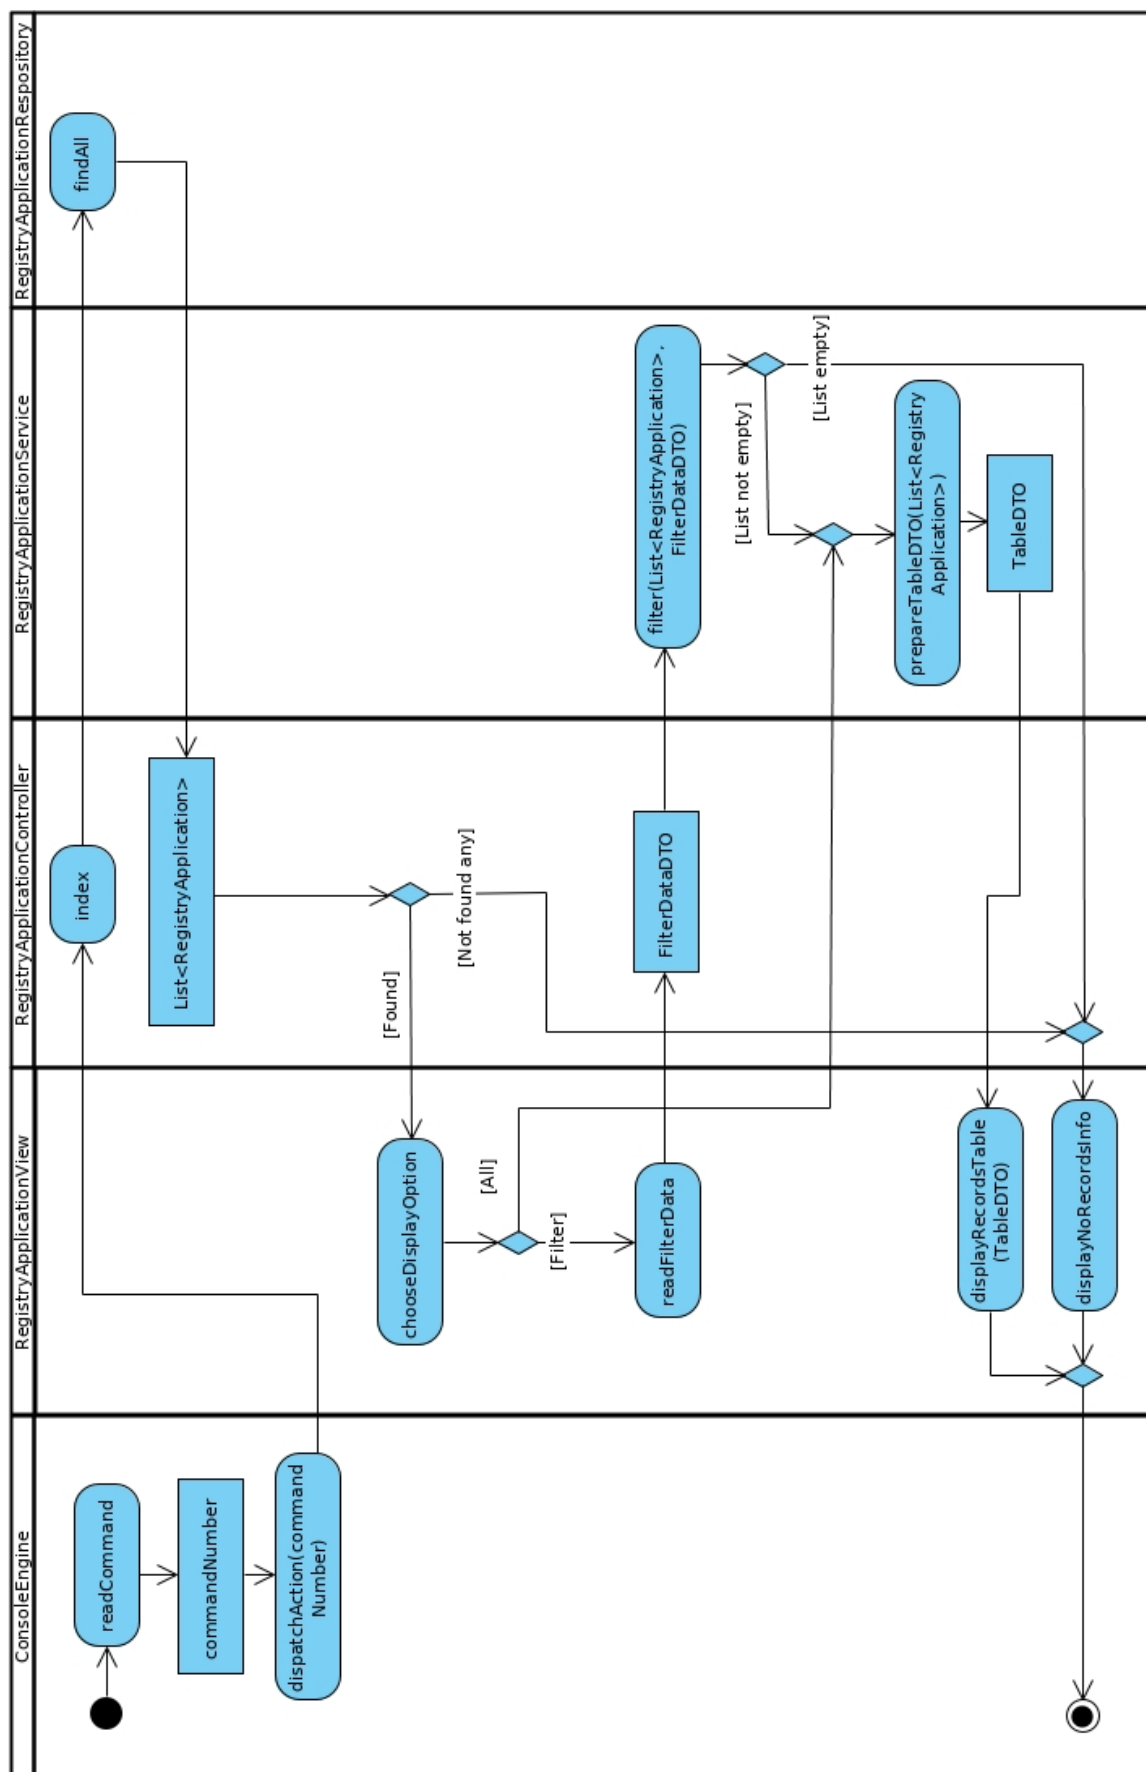 ConsoleEngine
RegistryApplicationView
RegistryApplicationController
RegistryApplicationService
RegistryApplicationRespository
readCommand
commandNumber
dispatchAction(command
Number)
index
findAll
List<RegistryApplication>
[Found]
[Not found any]
chooseDisplayOption
[All]
[Filter]
readFilterData
FilterDataDTO
filter(List<RegistryApplication>,
FilterDataDTO)
[List not empty]
[List empty]
prepareTableDTO(List<Registry
Application>)
TableDTO
displayRecordsTable
(TableDTO)
displayNoRecordsInfo